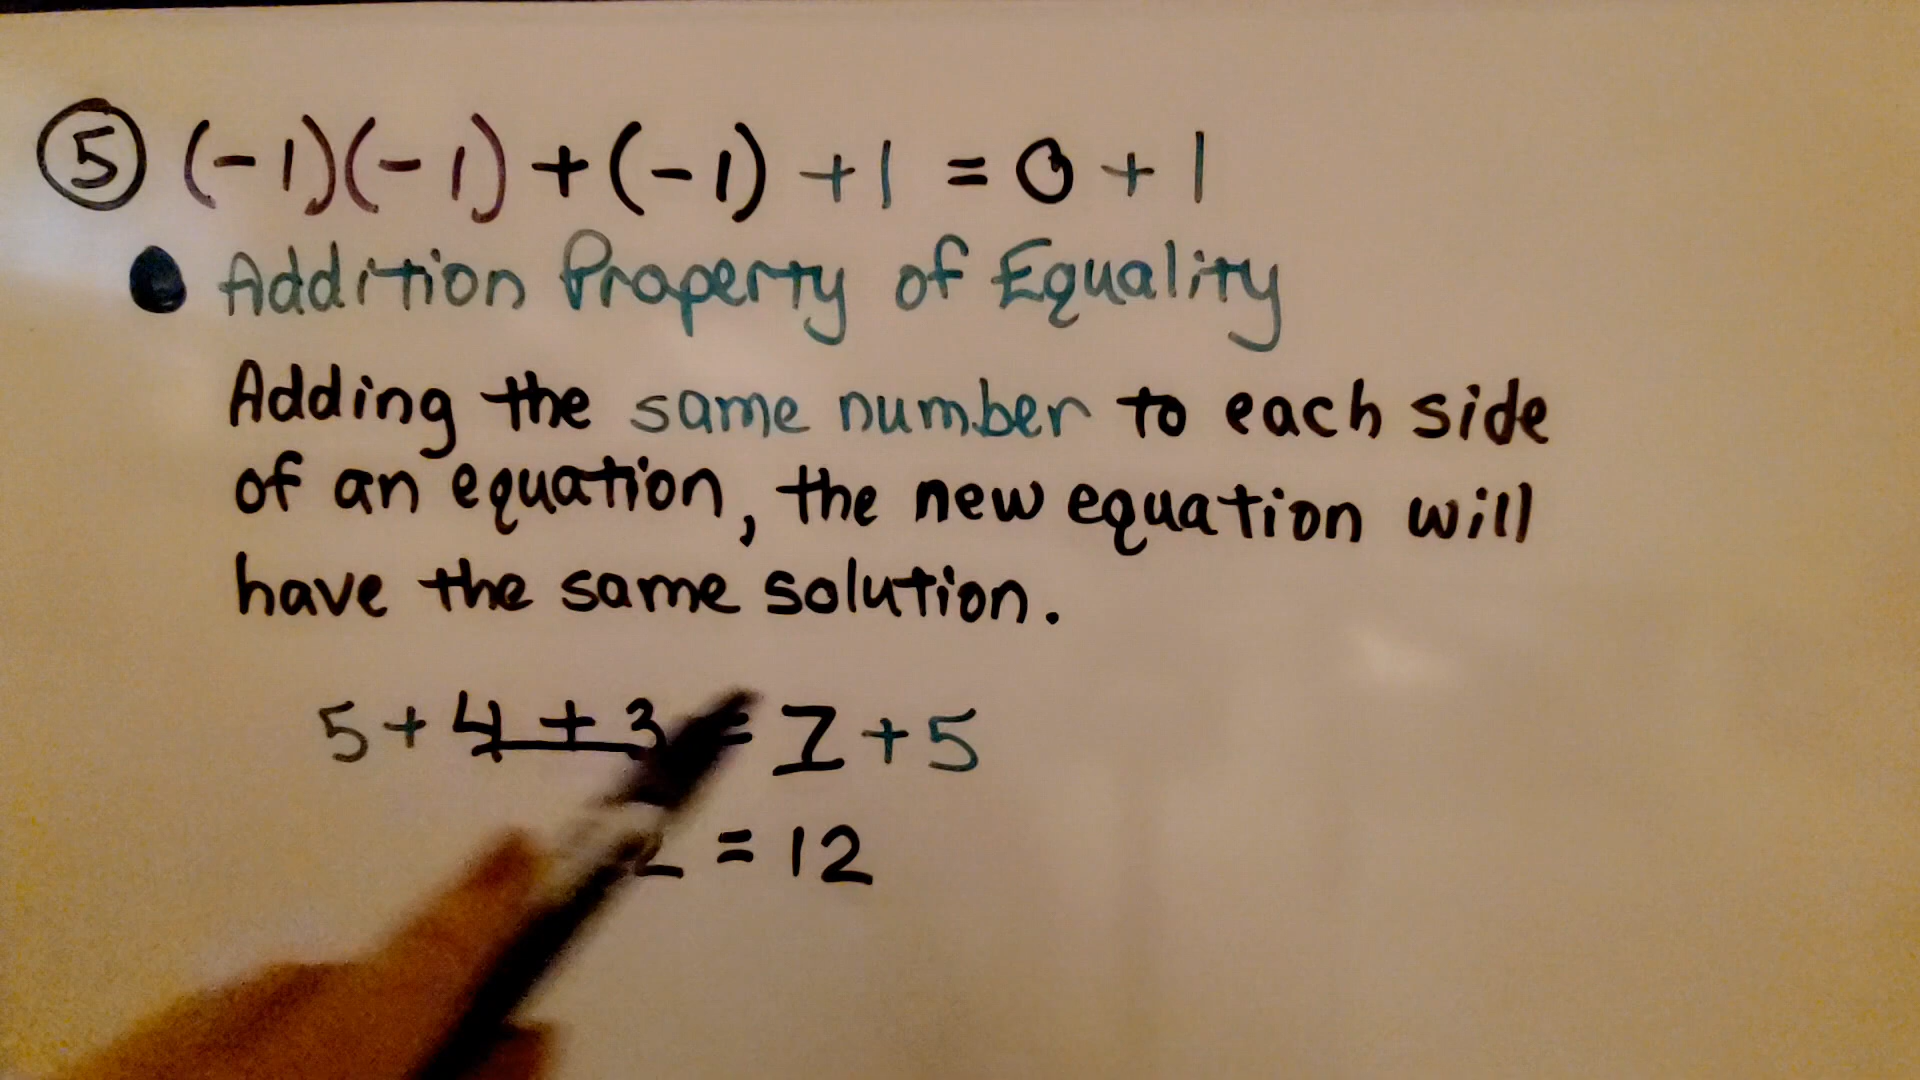 5 (-1)(-1) + (-1) + 1 = 0 + 1
Addition Property of Equality
Adding the same number to each side
of an equation, the new equation will
have the same solution.
5 + 4 + 3 = 7 + 5
2 = 12